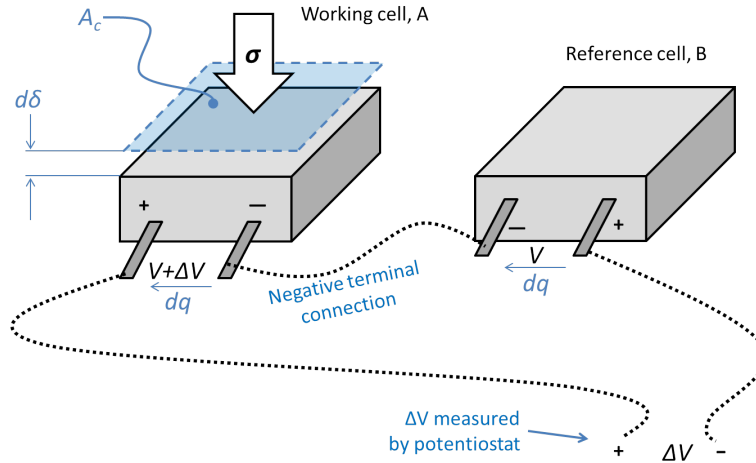 Working cell, A
A_c
σ
Reference cell, B
dδ
+
—
—
+
V+ΔV
dq
V
dq
Negative terminal
connection
ΔV measured
by potentiostat
+ ΔV −